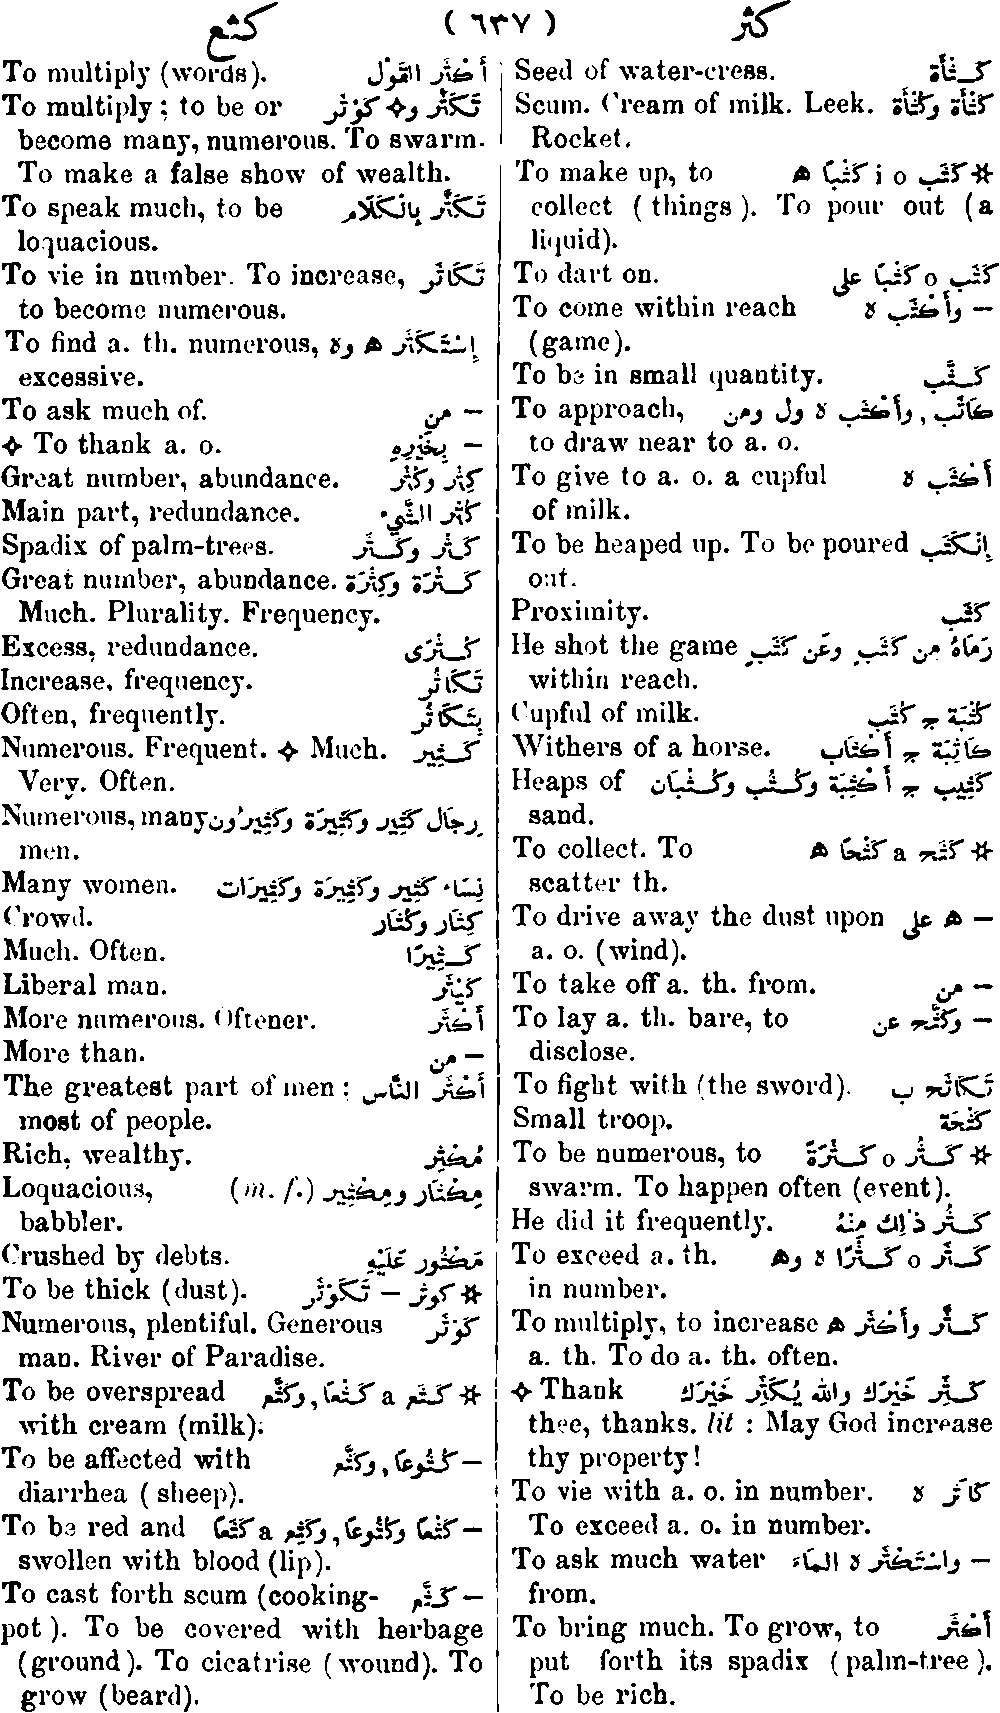 كثر ( ٦٣٧ ) كثع
Seed of water-cress. كَثْأَة
Scum. Cream of milk. Leek. كَثْأَة وكُثْأَة
Rocket.
To make up, to ✲ كَثَب i o كَثْبًا ه
collect ( things ). To pour out (a
liquid).
To dart on. كَثَب o كَثْبًا على
To come within reach — وأَكْثَب ه
(game).
To be in small quantity. كَثَّب
To approach, كَاثَب, وأَكْثَب ه ول ومن
to draw near to a. o.
To give to a. o. a cupful أَكْثَب ه
of milk.
To be heaped up. To be poured إِنْكَثَب
out.
Proximity. كَثَب
He shot the game رَمَاهُ مِن كَثَبٍ وعَن كَثَبٍ
within reach.
Cupful of milk. كُثْبَة ج كُثَب
Withers of a horse. كَاثِبَة ج أَكْثَاب
Heaps of كَثِيب ج أَكْثِبَة وكُثُب وكُثْبَان
sand.
To collect. To ✲ كَثَح a كَثْحًا ه
scatter th.
To drive away the dust upon — ه على
a. o. (wind).
To take off a. th. from. — من
To lay a. th. bare, to — وكَثَّح عن
disclose.
To fight with (the sword). تَكَاثَح ب
Small troop. كَثْحَة
To be numerous, to ✲ كَثُر o كَثْرَةً
swarm. To happen often (event).
He did it frequently. كَثُر ذٰلِك مِنْهُ
To exceed a. th. كَثَر o كَثْرًا ه وه
in number.
To multiply, to increase كَثَّر وأَكْثَر ه
a. th. To do a. th. often.
✧ Thank كَثِّر خَيْرَك والله يُكَثِّر خَيْرَك
thee, thanks. lit : May God increase
thy property!
To vie with a. o. in number. كَاثَر ه
To exceed a. o. in number.
To ask much water — واسْتَكْثَر ه المَاء
from.
To bring much. To grow, to أَكْثَر
put forth its spadix ( palm-tree ).
To be rich.
To multiply (words). أَكْثَر القَوْل
To multiply ; to be or تَكَثَّر و✧ كَوْثَر
become many, numerous. To swarm.
To make a false show of wealth.
To speak much, to be تَكَثَّر بِالْكَلَام
loquacious.
To vie in number. To increase, تَكَاثَر
to become numerous.
To find a. th. numerous, إِسْتَكْثَر ه وه
excessive.
To ask much of. — من
✧ To thank a. o. — بِخَيْرِهِ
Great number, abundance. كِثْر وكُثْر
Main part, redundance. كُثْر الشَّيْء
Spadix of palm-trees. كَثْر وكَثَر
Great number, abundance. كَثْرَة وكِثْرَة
Much. Plurality. Frequency.
Excess, redundance. كُثْرَى
Increase, frequency. تَكَاثُر
Often, frequently. بِتَكَاثُر
Numerous. Frequent. ✧ Much. كَثِير
Very. Often.
Numerous, many رِجَال كَثِير وكَثِيرَة وكَثِيرُون
men.
Many women. نِسَاء كَثِير وكَثِيرَة وكَثِيرَات
Crowd. كِثَار وكُثَار
Much. Often. كَثِيرًا
Liberal man. كَيْثَر
More numerous. Oftener. أَكْثَر
More than. — من
The greatest part of men : أَكْثَر النَّاس
most of people.
Rich, wealthy. مُكْثِر
Loquacious, (m. f.) مِكْثَار ومِكْثِير
babbler.
Crushed by debts. مَكْثُور عَلَيْهِ
To be thick (dust). ✲ كوثر — تَكَوْثَر
Numerous, plentiful. Generous كَوْثَر
man. River of Paradise.
To be overspread ✲ كَثَع a كَثْعًا, وكَثَّع
with cream (milk).
To be affected with — كُثُوعًا, وكَثَّع
diarrhea ( sheep).
To be red and — كَثْعًا وكُثُوعًا, وكَثِع a كَثَعًا
swollen with blood (lip).
To cast forth scum (cooking- — كَثَّع
pot ). To be covered with herbage
(ground ). To cicatrise ( wound). To
grow (beard).